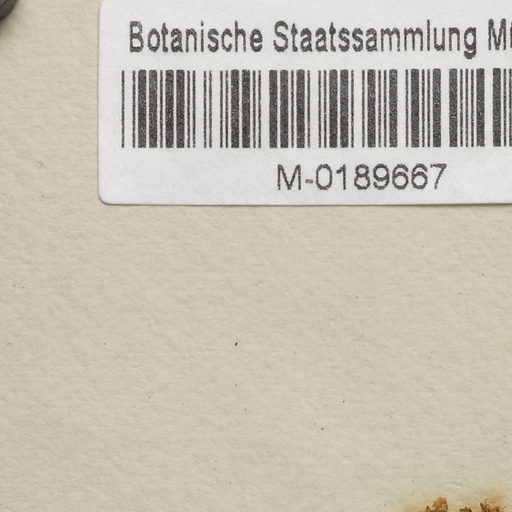 Botanische Staatssammlung
M-0189667